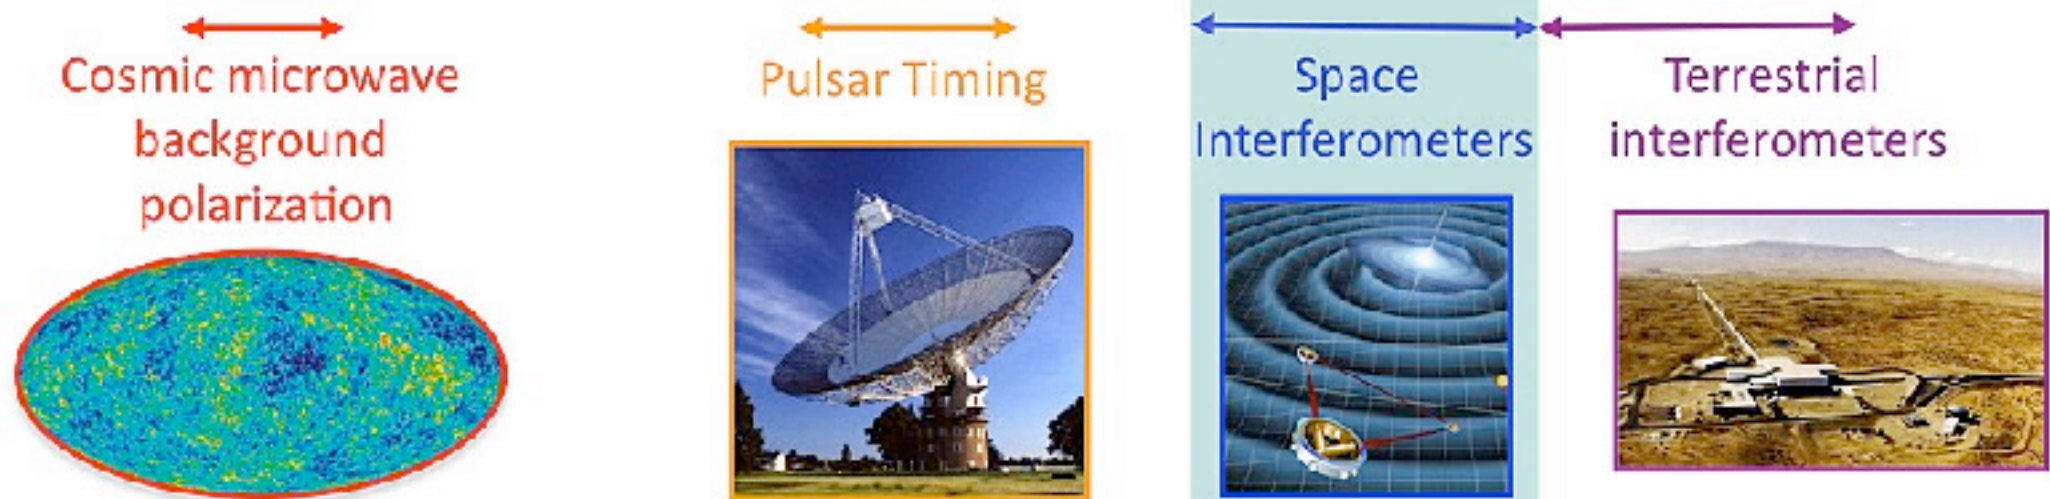 Cosmic microwave
background
polarization
Pulsar Timing
Space
Interferometers
Terrestrial
interferometers